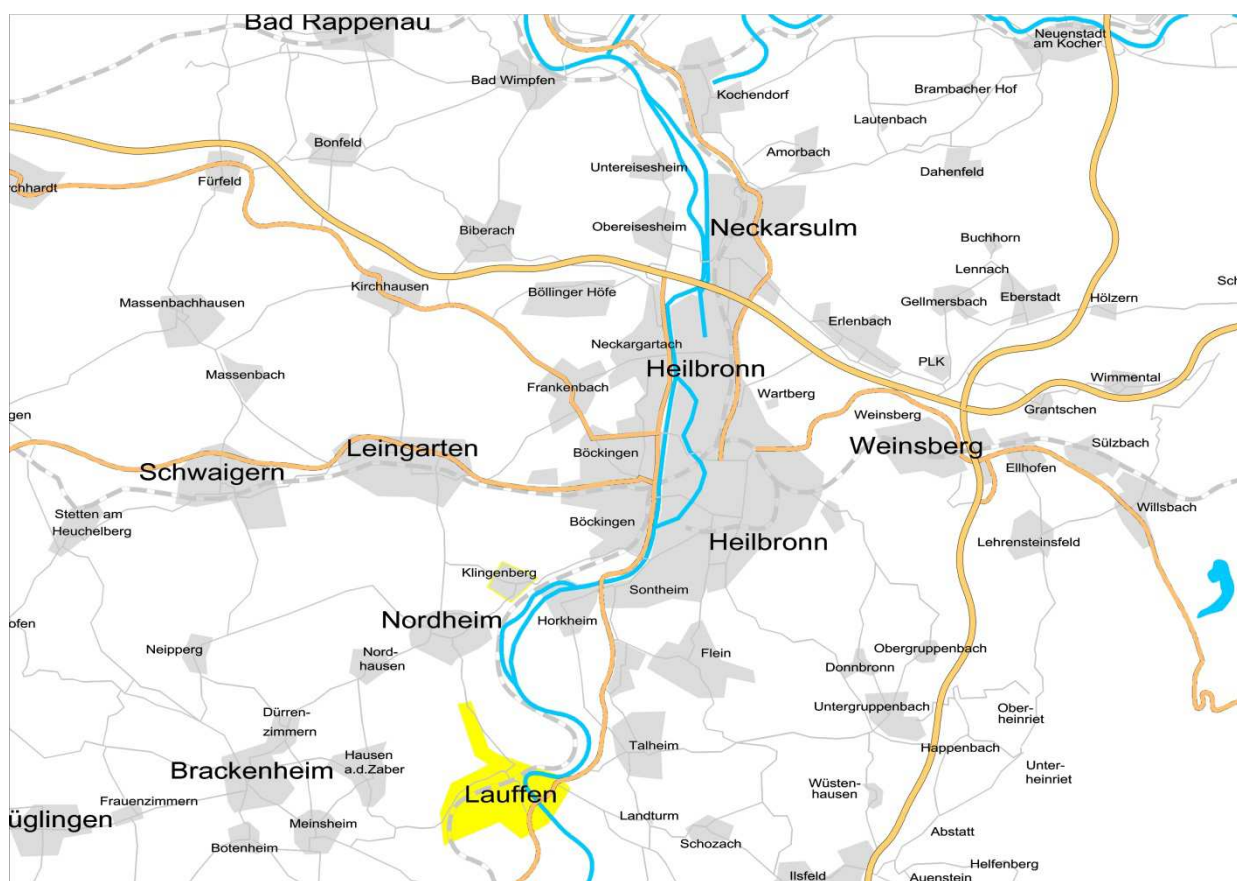 Bad Rappenau
Neuenstadt
am Kocher
Bad Wimpfen
Kochendorf
Brambacher Hof
Lautenbach
Bonfeld
Amorbach
Untereisesheim
Dahenfeld
rchhardt
Fürfeld
Neckarsulm
Obereisesheim
Biberach
Buchhorn
Lennach
Sch
Kirchhausen
Böllinger Höfe
Massenbachhausen
Gellmersbach
Eberstadt
Hölzern
Erlenbach
Neckargartach
PLK
Heilbronn
Massenbach
Frankenbach
Wartberg
Wimmental
gen
Weinsberg
Grantschen
Leingarten
Böckingen
Weinsberg
Sülzbach
Schwaigern
Ellhofen
Stetten am
Heuchelberg
Böckingen
Willsbach
Heilbronn
Lehrensteinsfeld
Klingenberg
Sontheim
ofen
Nordheim
Horkheim
Neipperg
Nord-
hausen
Flein
Obergruppenbach
Donnbronn
Dürren-
zimmern
Untergruppenbach
Ober-
heinriet
Talheim
Happenbach
Hausen
a.d.Zaber
Brackenheim
Unter-
heinriet
Wüsten-
hausen
Lauffen
Frauenzimmern
üglingen
Meinsheim
Landturm
Abstatt
Schozach
Botenheim
Helfenberg
Ilsfeld
Auenstein